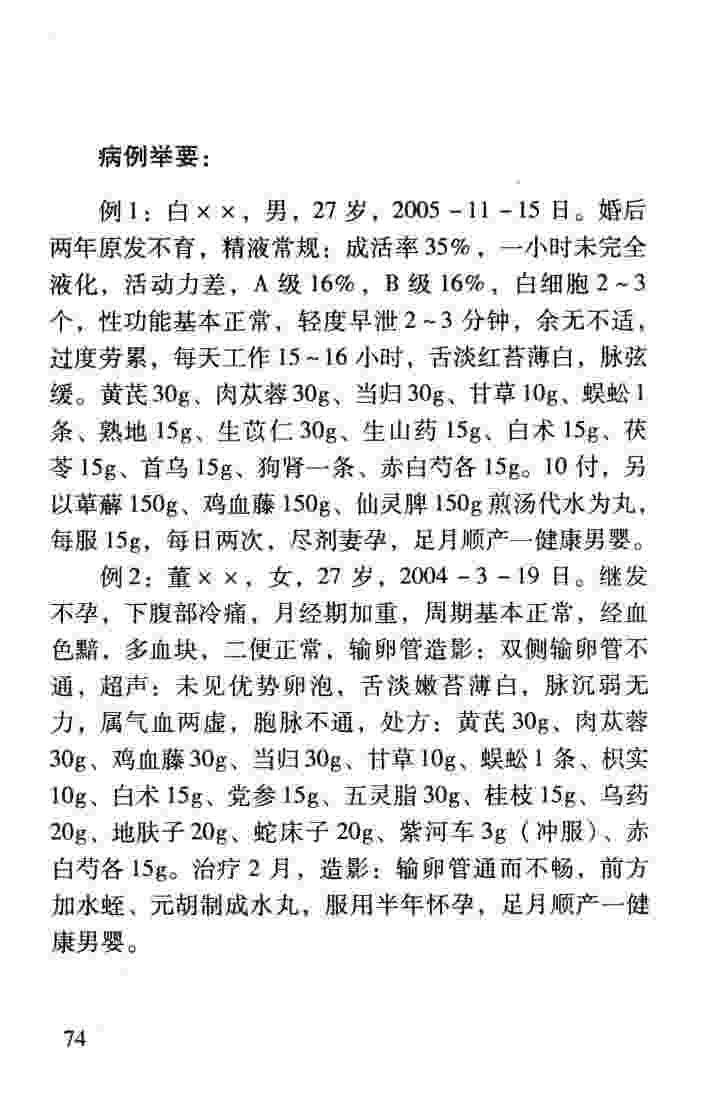 病例举要：
例1：白××，男，27岁，2005－11－15日。婚后
两年原发不育，精液常规：成活率35%，一小时未完全
液化，活动力差，A级16%，B级16%，白细胞2~3
个，性功能基本正常，轻度早泄2~3分钟，余无不适，
过度劳累，每天工作15~16小时，舌淡红苔薄白，脉弦
缓。黄芪30g、肉苁蓉30g、当归30g、甘草10g、蜈蚣1
条、熟地15g、生苡仁30g、生山药15g、白术15g、茯
苓15g、首乌15g、狗肾一条、赤白芍各15g。10付，另
以萆薢150g、鸡血藤150g、仙灵脾150g煎汤代水为丸，
每服15g，每日两次，尽剂妻孕，足月顺产一健康男婴。
例2：董××，女，27岁，2004－3－19日。继发
不孕，下腹部冷痛，月经期加重，周期基本正常，经血
色黯，多血块，二便正常，输卵管造影：双侧输卵管不
通，超声：未见优势卵泡，舌淡嫩苔薄白，脉沉弱无
力，属气血两虚，胞脉不通，处方：黄芪30g、肉苁蓉
30g、鸡血藤30g、当归30g、甘草10g、蜈蚣1条、枳实
10g、白术15g、党参15g、五灵脂30g、桂枝15g、乌药
20g、地肤子20g、蛇床子20g、紫河车3g（冲服）、赤
白芍各15g。治疗2月，造影：输卵管通而不畅，前方
加水蛭、元胡制成水丸，服用半年怀孕，足月顺产一健
康男婴。
74